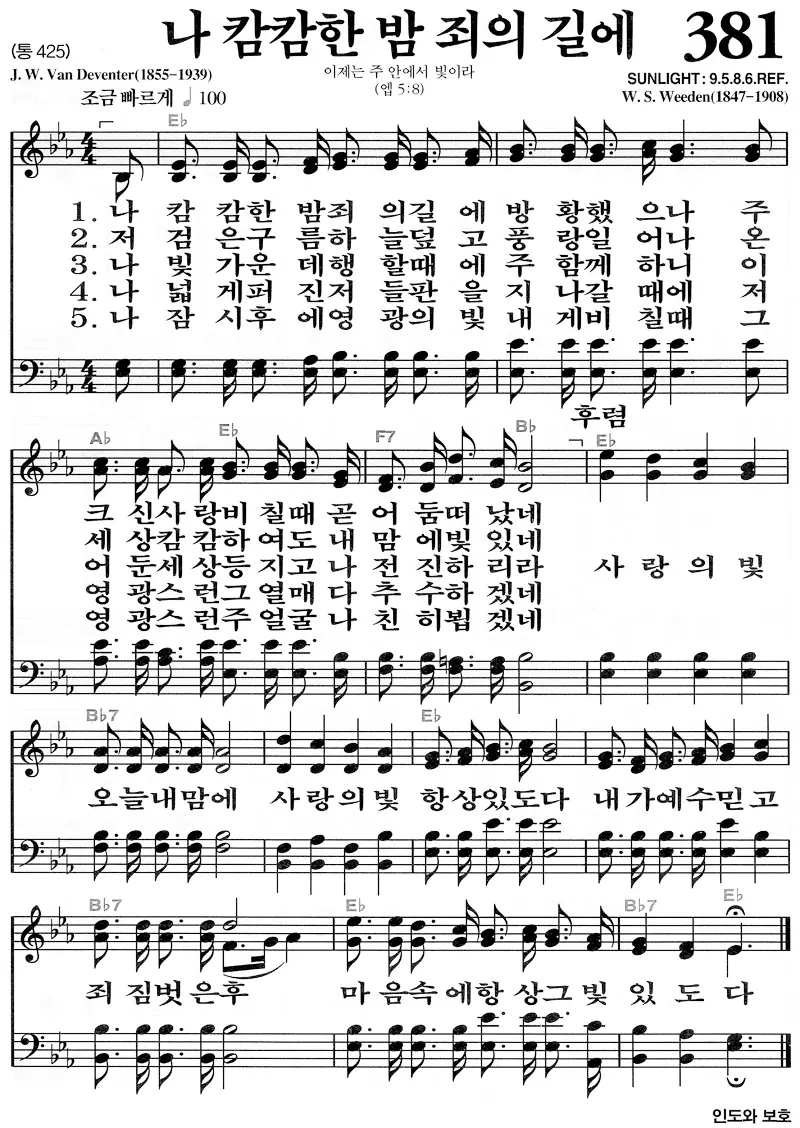 (통 425)
나 캄캄한 밤 죄의 길에 381
J. W. Van Deventer(1855-1939)
이제는 주 안에서 빛이라
(엡 5:8)
SUNLIGHT : 9.5.8.6.REF.
W. S. Weeden(1847-1908)
조금 빠르게 ♩ 100
E♭
1. 나 캄 캄한 밤죄 의길 에 방 황했 으나 주
2. 저 검 은구 름하 늘덮 고 풍 랑일 어나 온
3. 나 빛 가운 데행 할때 에 주 함께 하니 이
4. 나 넓 게퍼 진저 들판 을 지 나갈 때에 저
5. 나 잠 시후 에영 광의 빛 내 게비 칠때 그
후렴
A♭ E♭ F7 B♭ E♭
크 신사 랑비 칠때 곧 어 둠떠 났네
세 상캄 캄하 여도 내 맘 에빛 있네
어 둔세 상등 지고 나 전 진하 리라 사 랑 의 빛
영 광스 런그 열매 다 추 수하 겠네
영 광스 런주 얼굴 나 친 히뵙 겠네
B♭7 E♭
오늘내맘에 사랑의빛 항상있도다 내가예수믿고
B♭7 E♭ B♭7 E♭
죄 짐벗 은후 마 음속 에항 상그 빛 있 도 다
인도와 보호